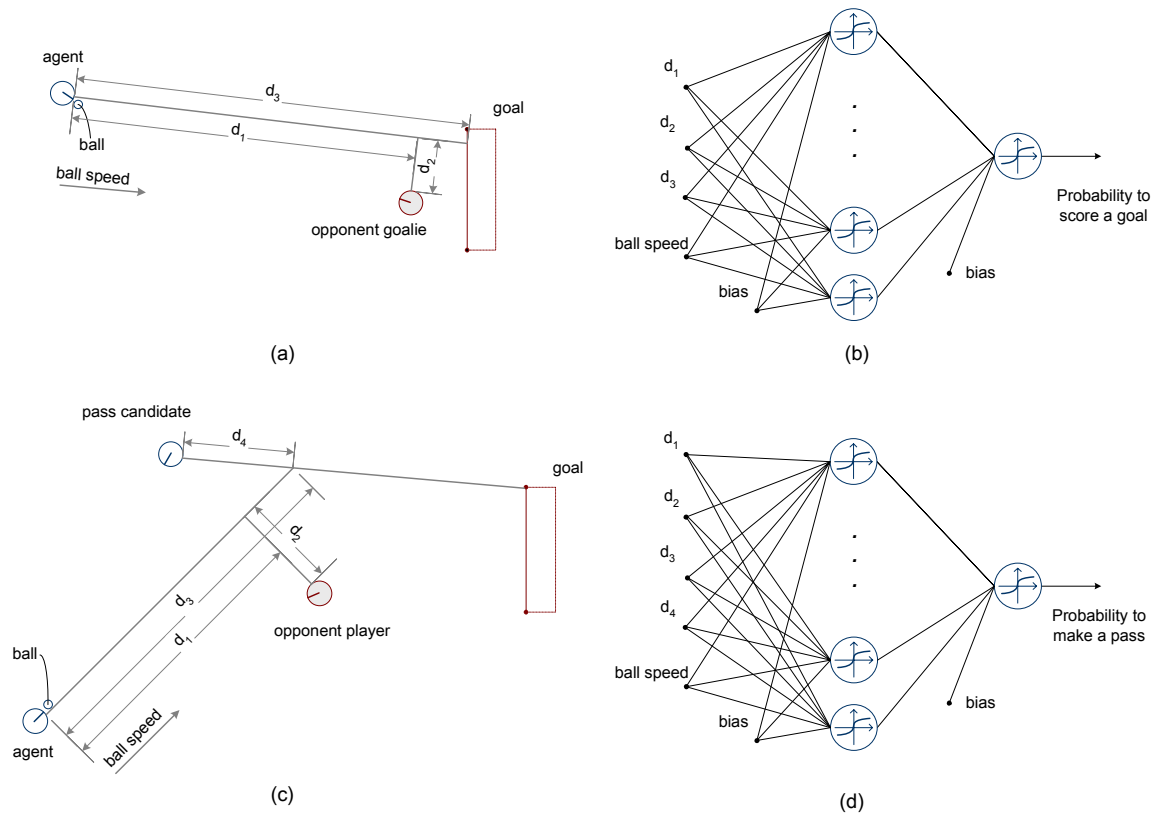 agent
d3
goal
d1
ball
d2
ball speed
opponent goalie
(a)
d1
d2
d3
ball speed
bias
.
.
.
Probability to
score a goal
bias
(b)
pass candidate
d4
goal
d2
d3
d1
opponent player
ball
agent
ball speed
(c)
d1
d2
d3
d4
ball speed
bias
.
.
.
Probability to
make a pass
bias
(d)